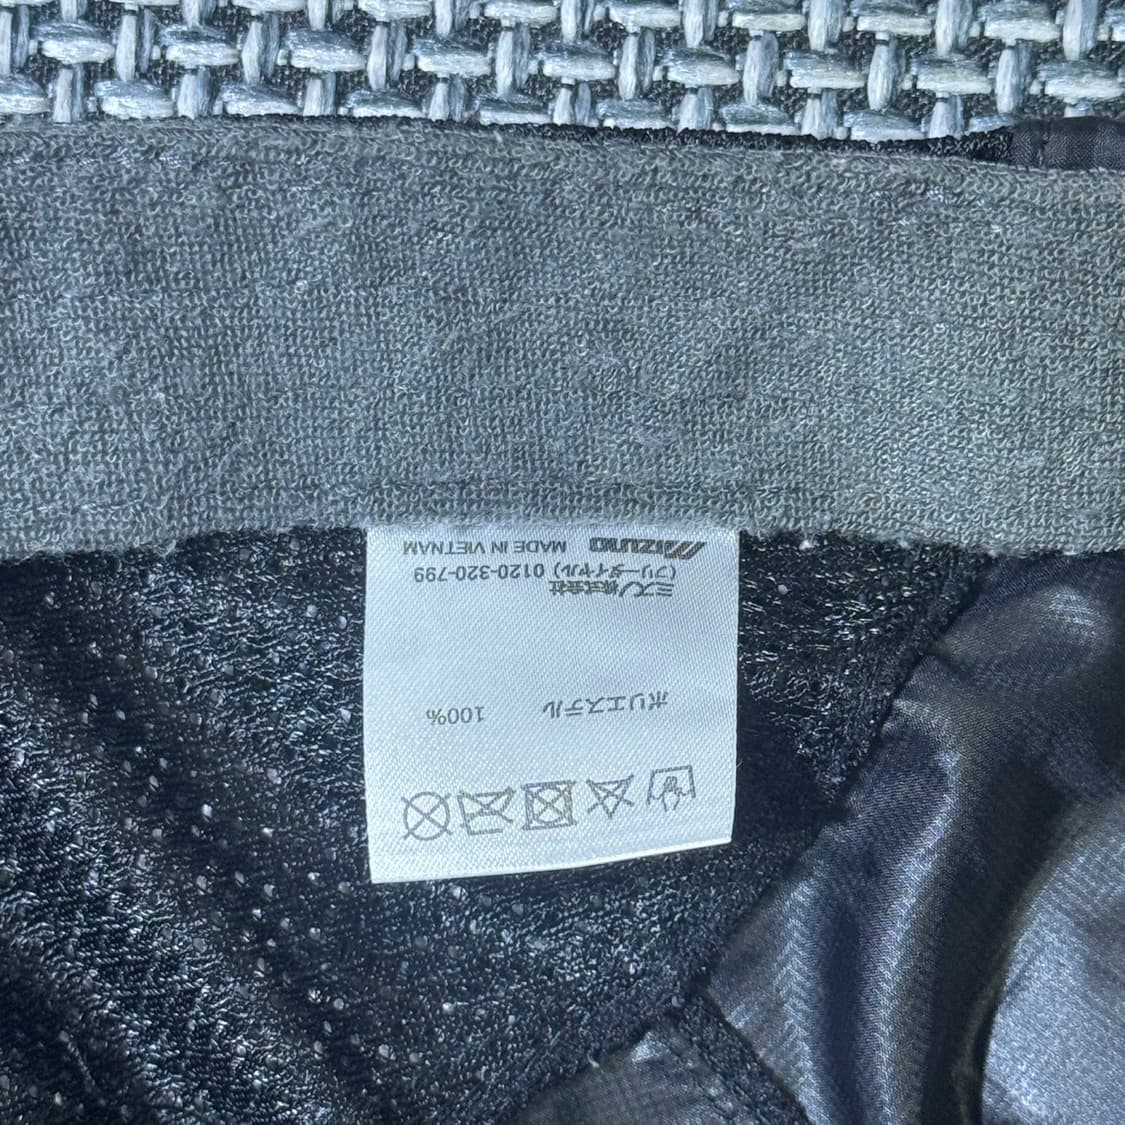 MIZUNO MADE IN VIETNAM
(フリーダイヤル) 0120-320-799
ミズノ株式会社
ポリエステル 100%